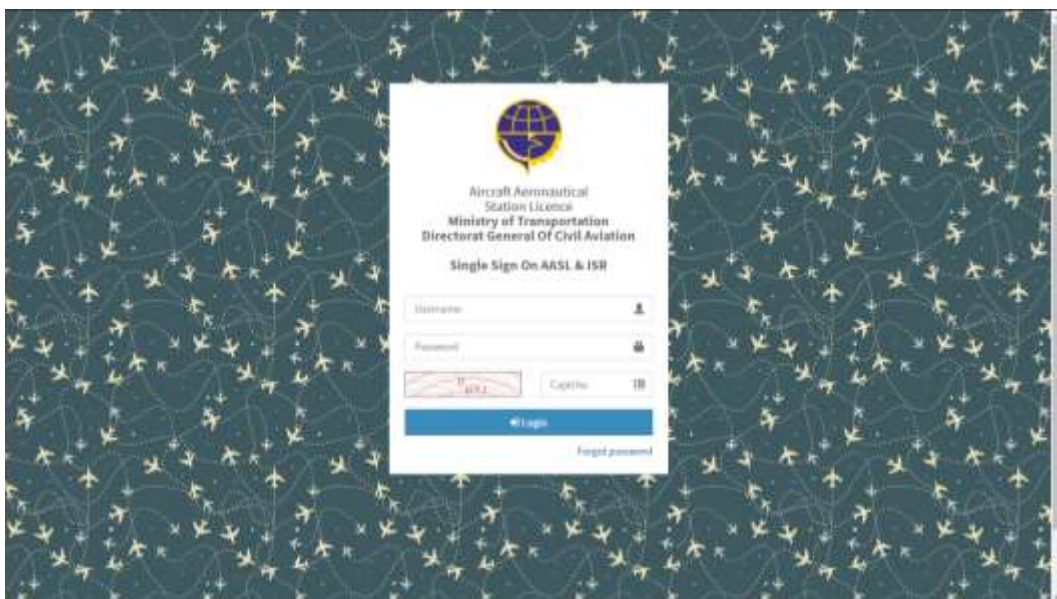 Aircraft Aeronautical
Station Licence
Ministry of Transportation
Directorat General Of Civil Aviation
Single Sign On AASL & ISR
Username
Password
Captcha
Login
Forgot password